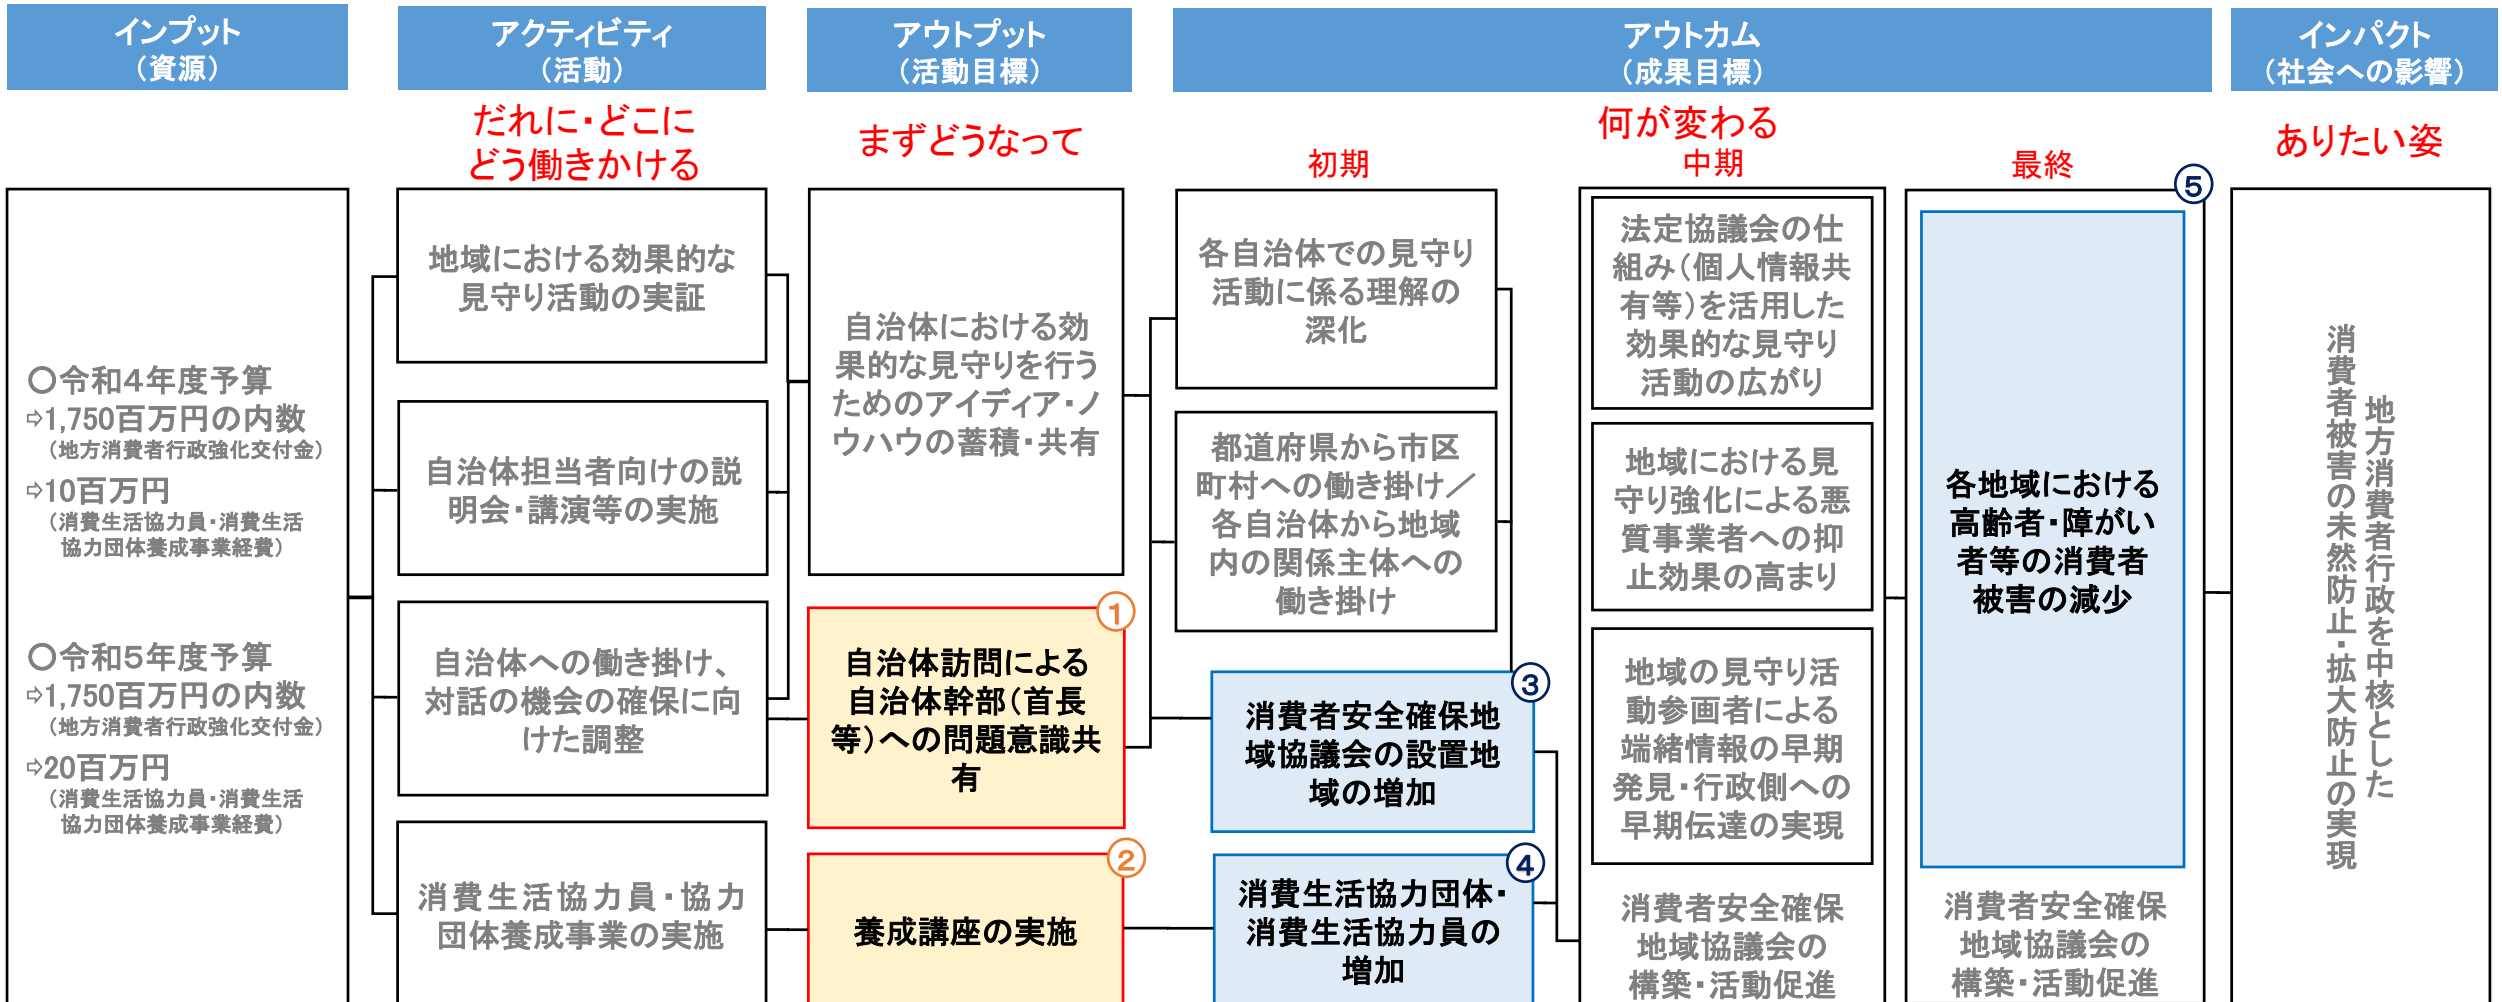 インプット
（資源）
アクティビティ
（活動）
アウトプット
（活動目標）
アウトカム
（成果目標）
インパクト
（社会への影響）
だれに・どこに
どう働きかける
まずどうなって
何が変わる
初期
中期
最終
ありたい姿
〇令和4年度予算
⇨1,750百万円の内数
（地方消費者行政強化交付金）
⇨10百万円
（消費生活協力員・消費生活
協力団体養成事業経費）
〇令和5年度予算
⇨1,750百万円の内数
（地方消費者行政強化交付金）
⇨20百万円
（消費生活協力員・消費生活
協力団体養成事業経費）
地域における効果的な
見守り活動の実証
自治体担当者向けの説
明会・講演等の実施
自治体への働き掛け、
対話の機会の確保に向
けた調整
消費生活協力員・協力
団体養成事業の実施
自治体における効
果的な見守りを行う
ためのアイディア・ノ
ウハウの蓄積・共有
①
自治体訪問による
自治体幹部（首長
等）への問題意識共
有
②
養成講座の実施
各自治体での見守り
活動に係る理解の
深化
都道府県から市区
町村への働き掛け／
各自治体から地域
内の関係主体への
働き掛け
③
消費者安全確保地
域協議会の設置地
域の増加
④
消費生活協力団体・
消費生活協力員の
増加
法定協議会の仕
組み（個人情報共
有等）を活用した
効果的な見守り
活動の広がり
地域における見
守り強化による悪
質事業者への抑
止効果の高まり
地域の見守り活
動参画者による
端緒情報の早期
発見・行政側への
早期伝達の実現
消費者安全確保
地域協議会の
構築・活動促進
⑤
各地域における
高齢者・障がい
者等の消費者
被害の減少
消費者安全確保
地域協議会の
構築・活動促進
地方消費者行政を中核とした
消費者被害の未然防止・拡大防止の実現